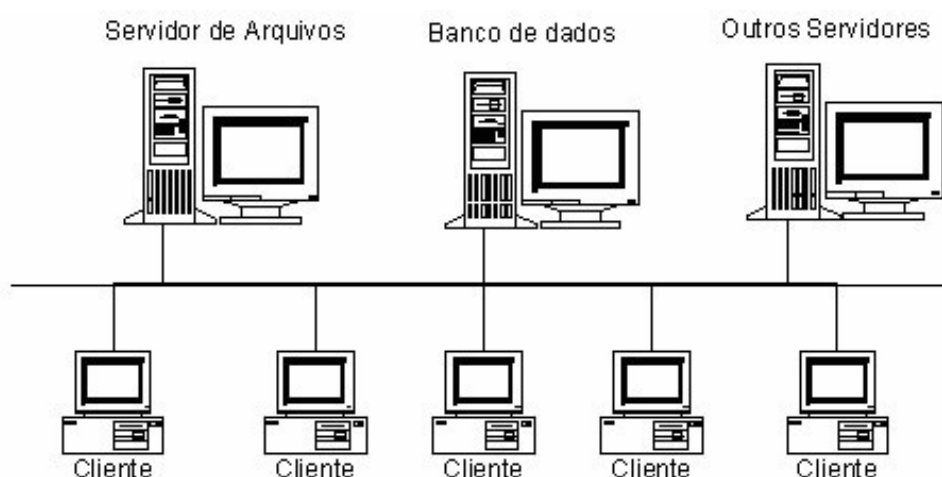 Servidor de Arquivos
Banco de dados
Outros Servidores
Cliente
Cliente
Cliente
Cliente
Cliente